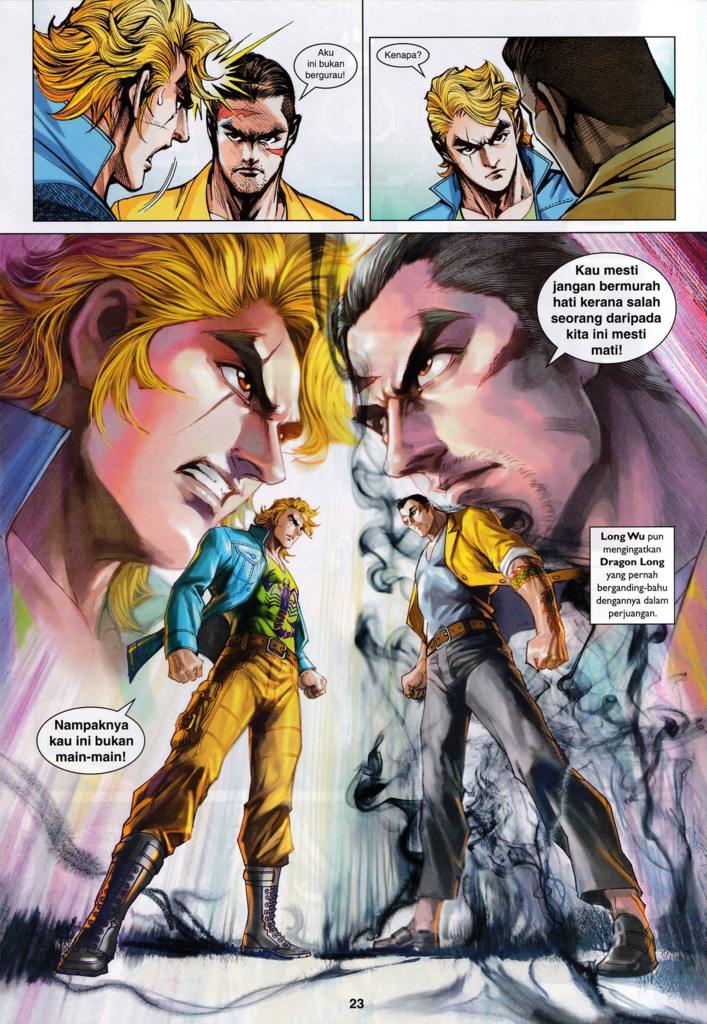 Aku
ini bukan
bergurau!
Kenapa?
Kau mesti
jangan bermurah
hati kerana salah
seorang daripada
kita ini mesti
mati!
Long Wu pun
mengingatkan
Dragon Long
yang pernah
berganding-bahu
dengannya dalam
perjuangan.
Nampaknya
kau ini bukan
main-main!
23